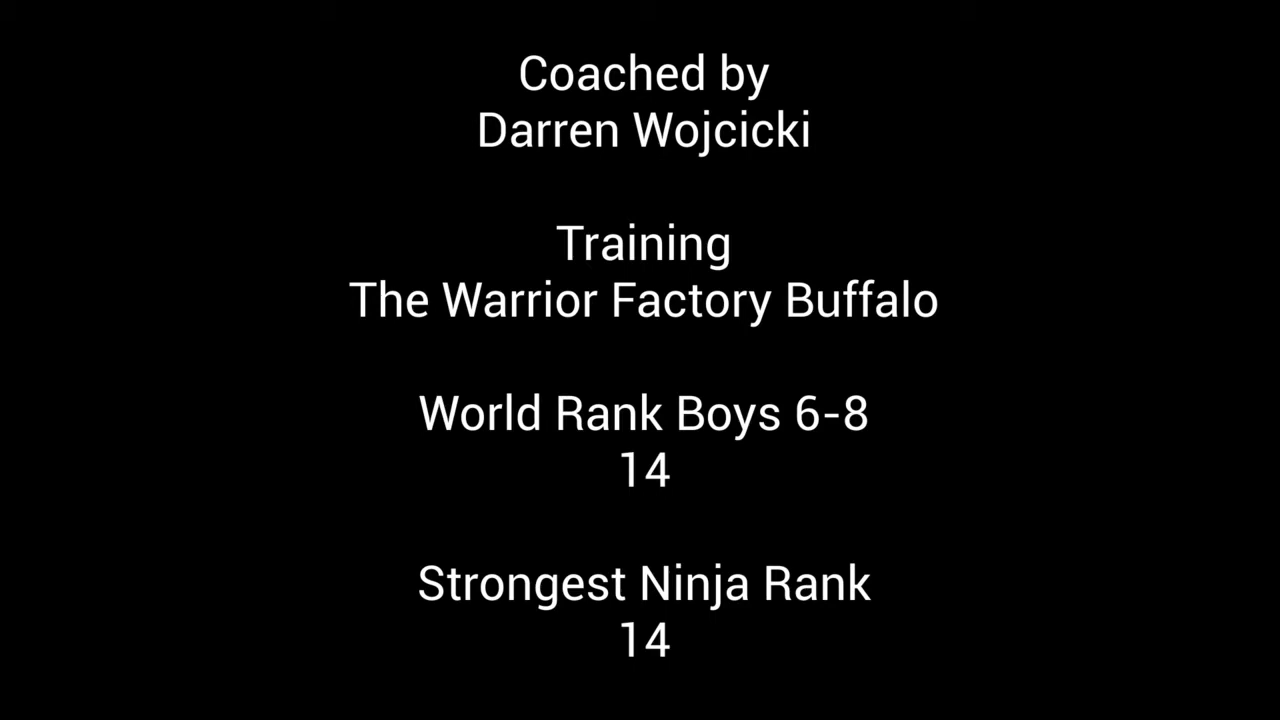 Coached by
Darren Wojcicki
Training
The Warrior Factory Buffalo
World Rank Boys 6-8
14
Strongest Ninja Rank
14